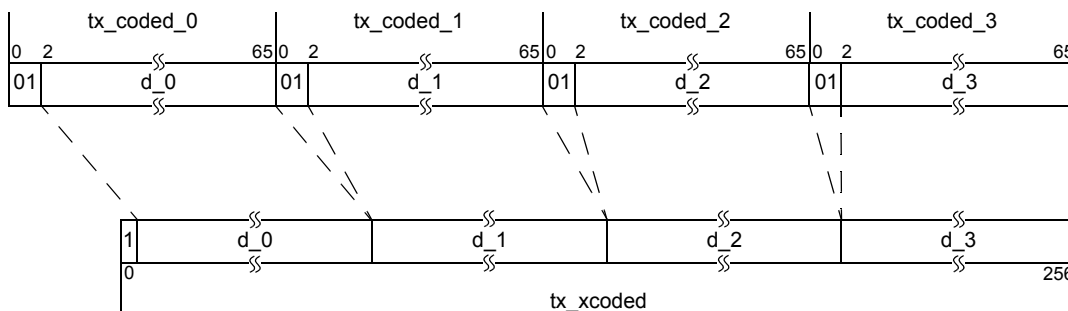 tx_coded_0 tx_coded_1 tx_coded_2 tx_coded_3
0 2 65 0 2 65 0 2 65 0 2 65
01 d_0 01 d_1 01 d_2 01 d_3
1 d_0 d_1 d_2 d_3
0 256
tx_xcoded